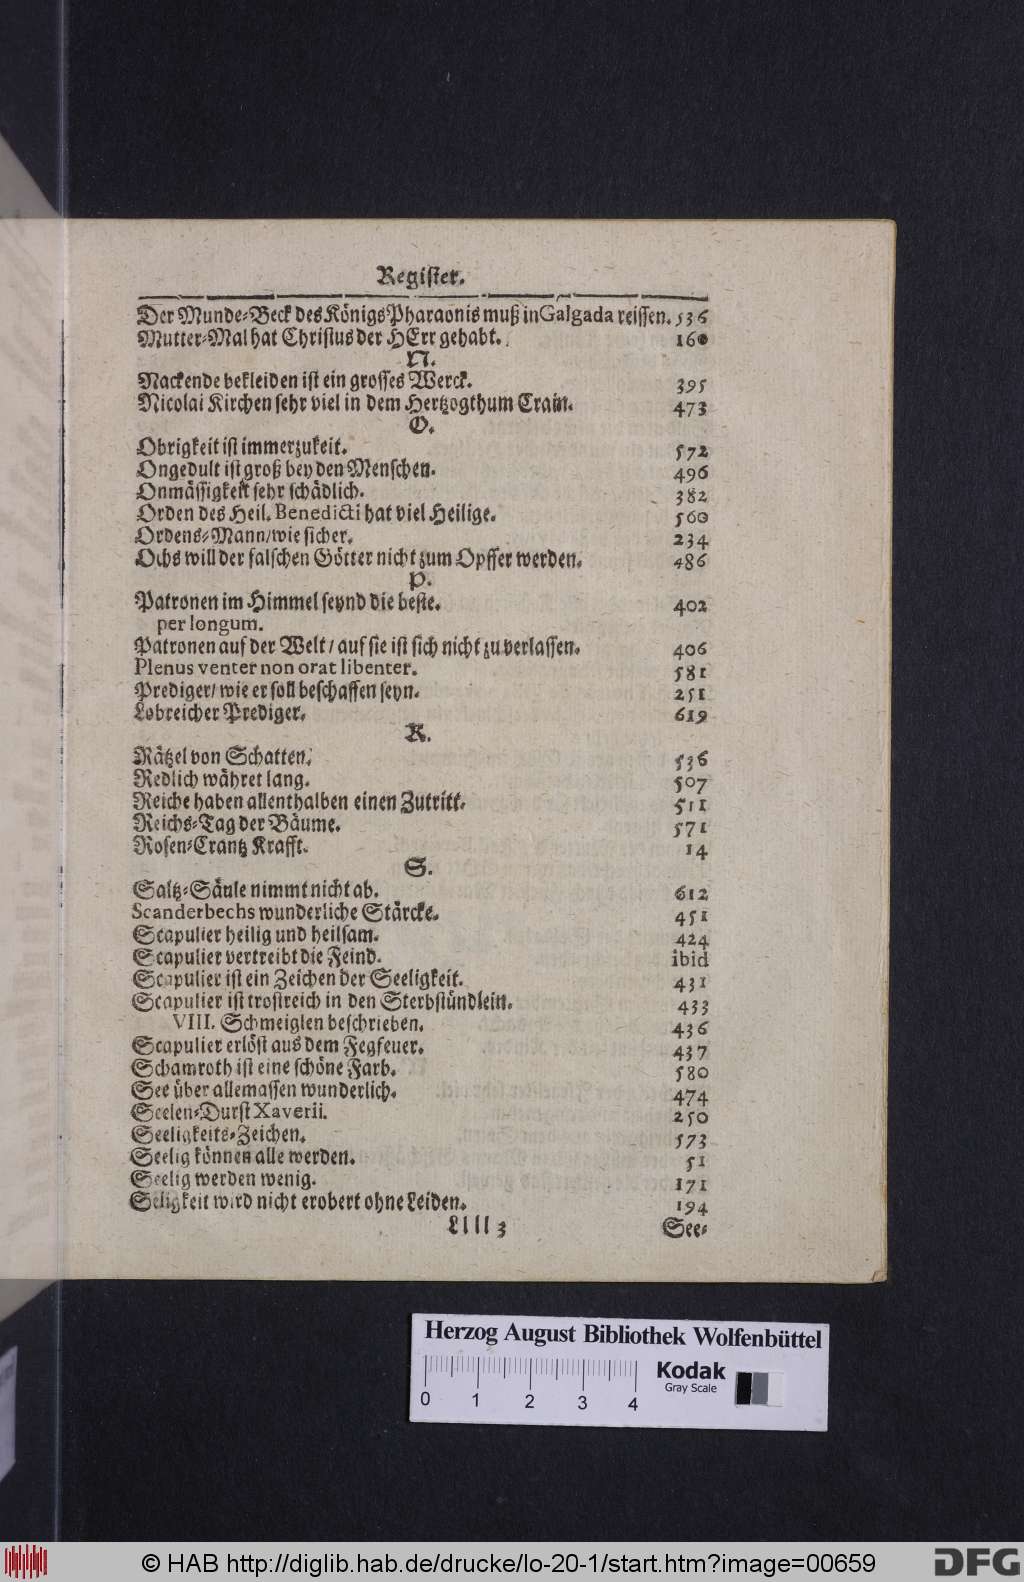 Register.
Der Munde-Beck des Königs Pharaonis muß in Galgada reissen. 536
Mutter-Mal hat Christus der HErr gehabt. 160
N.
Nackende bekleiden ist ein grosses Werck. 395
Nicolai Kirchen sehr viel in dem Hertzogthum Crain. 473
O.
Obrigkeit ist immerzukeit. 572
Ongedult ist groß bey den Menschen. 496
Onmässigkeit sehr schädlich. 382
Orden des Heil. Benedicti hat viel Heilige. 560
Ordens-Mann/wie sicher. 234
Ochs will der falschen Götter nicht zum Opffer werden. 486
P.
Patronen im Himmel seynd die beste. 402
per longum.
Patronen auf der Welt/auf sie ist sich nicht zu verlassen. 406
Plenus venter non orat libenter. 581
Prediger/wie er soll beschaffen seyn. 251
Lobreicher Prediger. 619
R.
Rätzel von Schatten. 536
Redlich währet lang. 507
Reiche haben allenthalben einen Zutritt. 511
Reichs-Tag der Bäume. 571
Rosen-Crantz Krafft. 14
S.
Saltz-Säule nimmt nicht ab. 612
Scanderbechs wunderliche Stärcke. 451
Scapulier heilig und heilsam. 424
Scapulier vertreibt die Feind. ibid
Scapulier ist ein Zeichen der Seeligkeit. 431
Scapulier ist trostreich in den Sterbstündlein. 433
VIII. Schmeiglen beschrieben. 436
Scapulier erlöst aus dem Fegfeuer. 437
Schamroth ist eine schöne Farb. 580
See über allemassen wunderlich. 474
Seelen-Durst Xaverii. 250
Seeligkeits-Zeichen. 573
Seelig können alle werden. 51
Seelig werden wenig. 171
Seligkeit wird nicht erobert ohne Leiden. 194
Llll 3 See-
Herzog August Bibliothek Wolfenbüttel
Kodak
Gray Scale
0 1 2 3 4
© HAB http://diglib.hab.de/drucke/lo-20-1/start.htm?image=00659
DFG